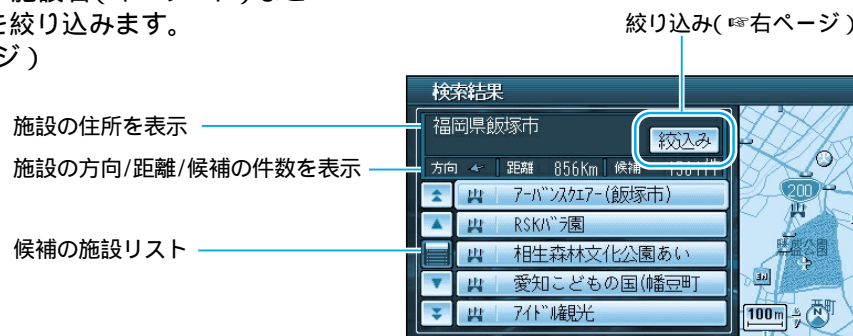 を絞り込みます。
ジ )
絞り込み( ☞右ページ )
検索結果
施設の住所を表示
福岡県飯塚市
絞込み
施設の方向/距離/候補の件数を表示
方向 距離 856Km 候補
アーバンスクエアー(飯塚市)
RSKバラ園
候補の施設リスト
相生森林文化公園あい
愛知こどもの国(幡豆町
アイドル観光
200
100m